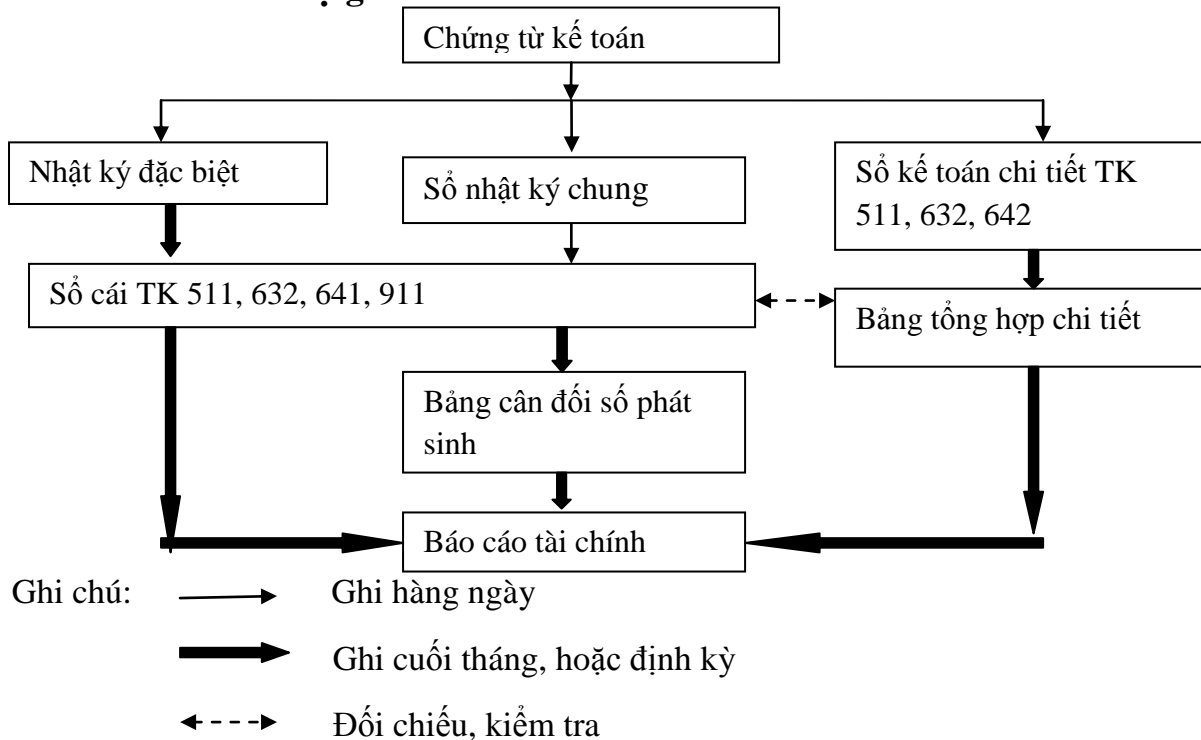 Chứng từ kế toán
Nhật ký đặc biệt
Sổ nhật ký chung
Sổ kế toán chi tiết TK
511, 632, 642
Sổ cái TK 511, 632, 641, 911
Bảng tổng hợp chi tiết
Bảng cân đối số phát
sinh
Báo cáo tài chính
Ghi chú:
Ghi hàng ngày
Ghi cuối tháng, hoặc định kỳ
Đối chiếu, kiểm tra